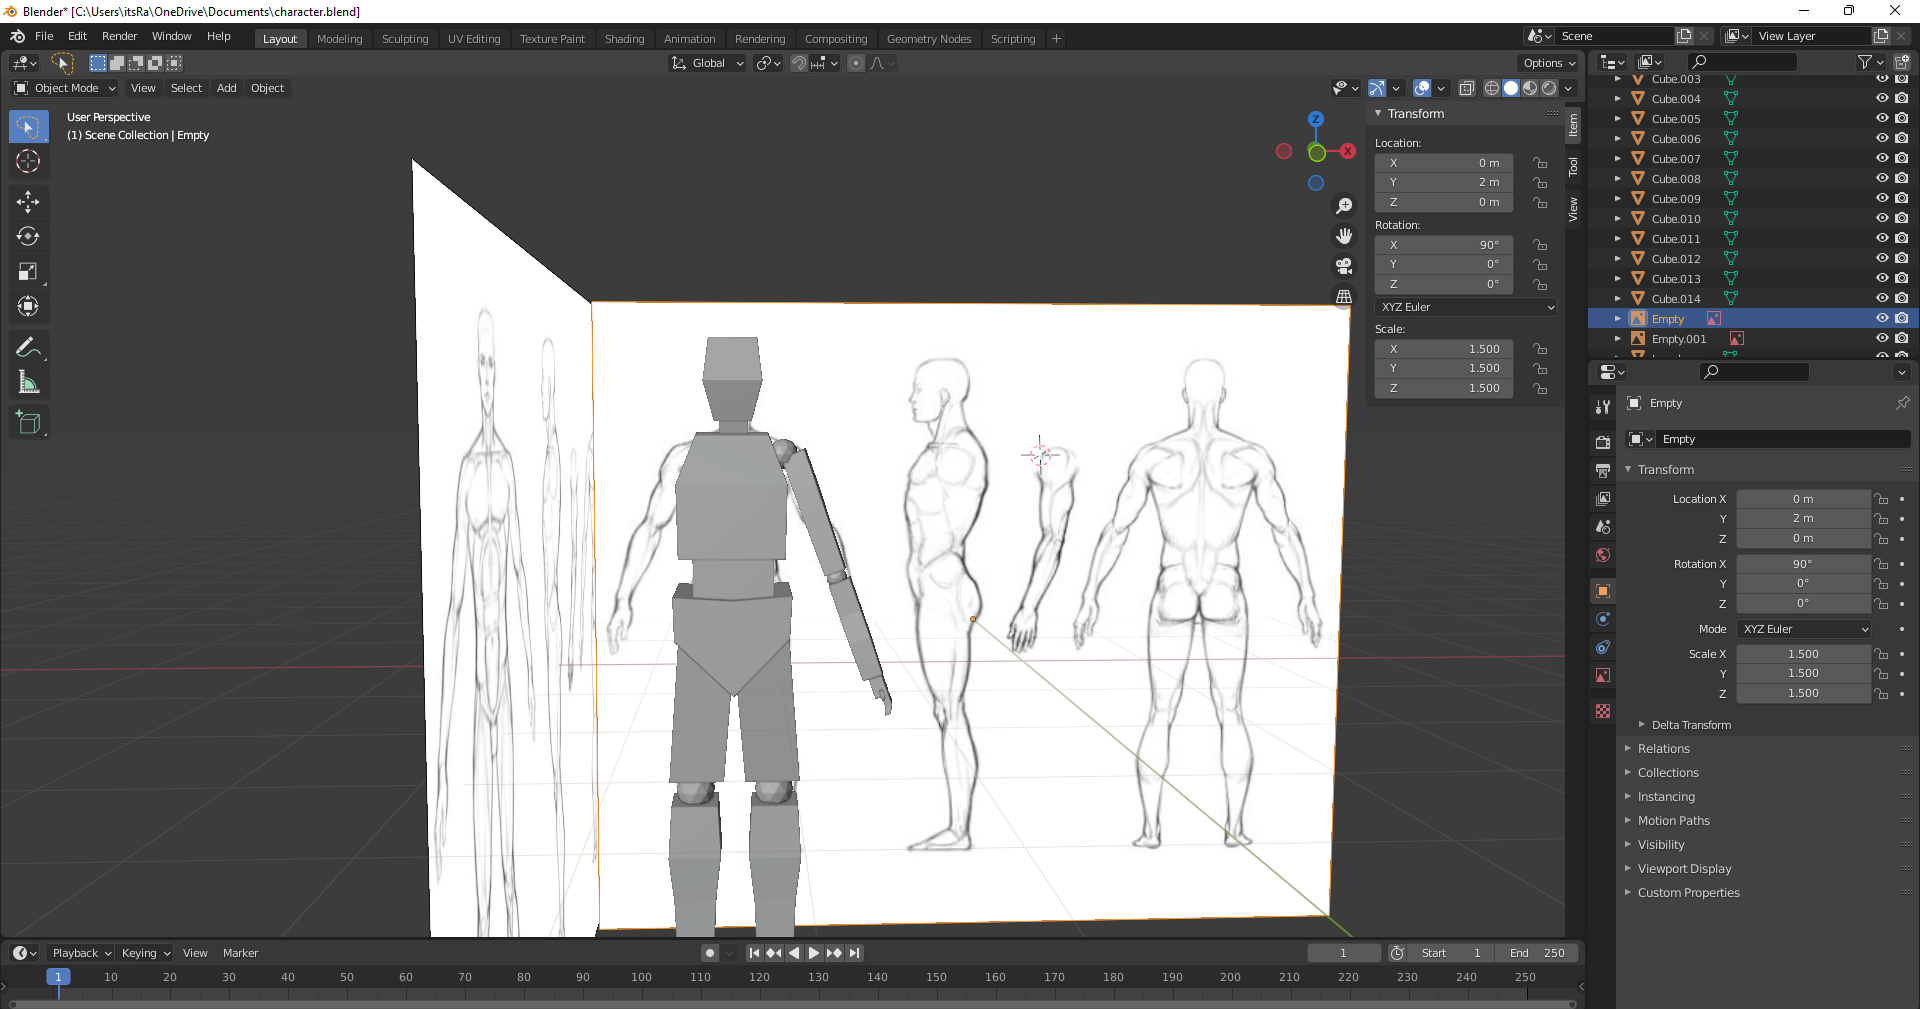 Blender* [C:\Users\itsRa\OneDrive\Documents\character.blend]
File Edit Render Window Help
Layout Modeling Sculpting UV Editing Texture Paint Shading Animation Rendering Compositing Geometry Nodes Scripting +
Scene
View Layer
Global
Options
Object Mode View Select Add Object
User Perspective
(1) Scene Collection | Empty
Z
X
Transform
Location:
X 0 m
Y 2 m
Z 0 m
Rotation:
X 90°
Y 0°
Z 0°
XYZ Euler
Scale:
X 1.500
Y 1.500
Z 1.500
Item
Tool
View
Cube.003
Cube.004
Cube.005
Cube.006
Cube.007
Cube.008
Cube.009
Cube.010
Cube.011
Cube.012
Cube.013
Cube.014
Empty
Empty.001
Empty
Empty
Transform
Location X 0 m
Y 2 m
Z 0 m
Rotation X 90°
Y 0°
Z 0°
Mode XYZ Euler
Scale X 1.500
Y 1.500
Z 1.500
Delta Transform
Relations
Collections
Instancing
Motion Paths
Visibility
Viewport Display
Custom Properties
Playback Keying View Marker
1 Start 1 End 250
1 10 20 30 40 50 60 70 80 90 100 110 120 130 140 150 160 170 180 190 200 210 220 230 240 250